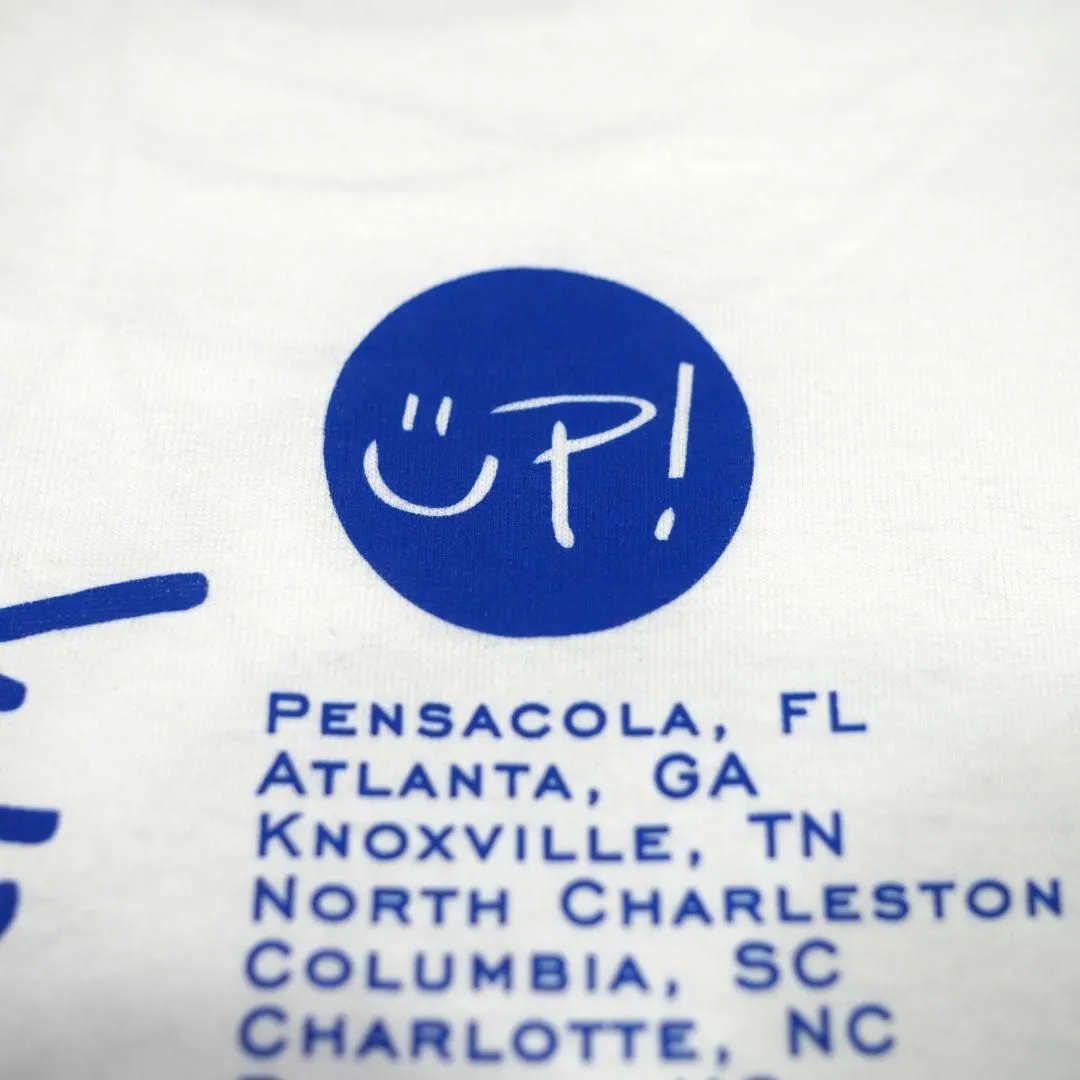 UP!
PENSACOLA, FL
ATLANTA, GA
KNOXVILLE, TN
NORTH CHARLESTON
COLUMBIA, SC
CHARLOTTE, NC